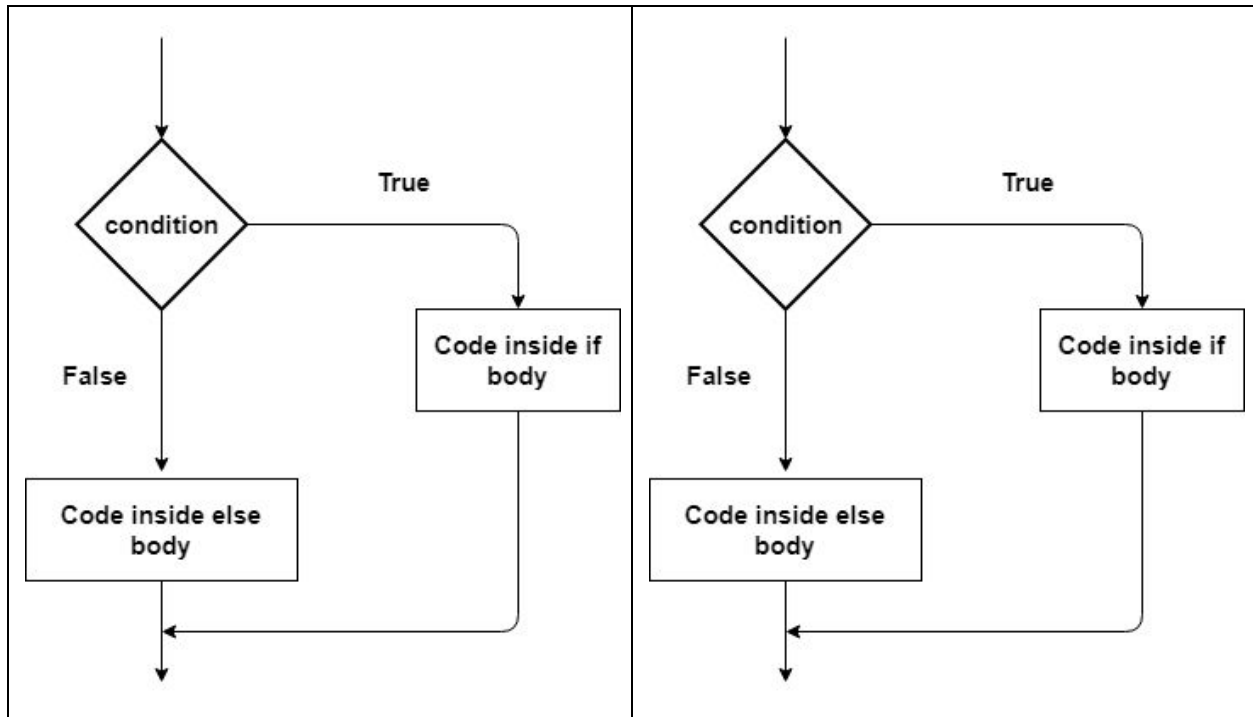 True
condition
Code inside if
body
False
Code inside else
body
True
condition
Code inside if
body
False
Code inside else
body